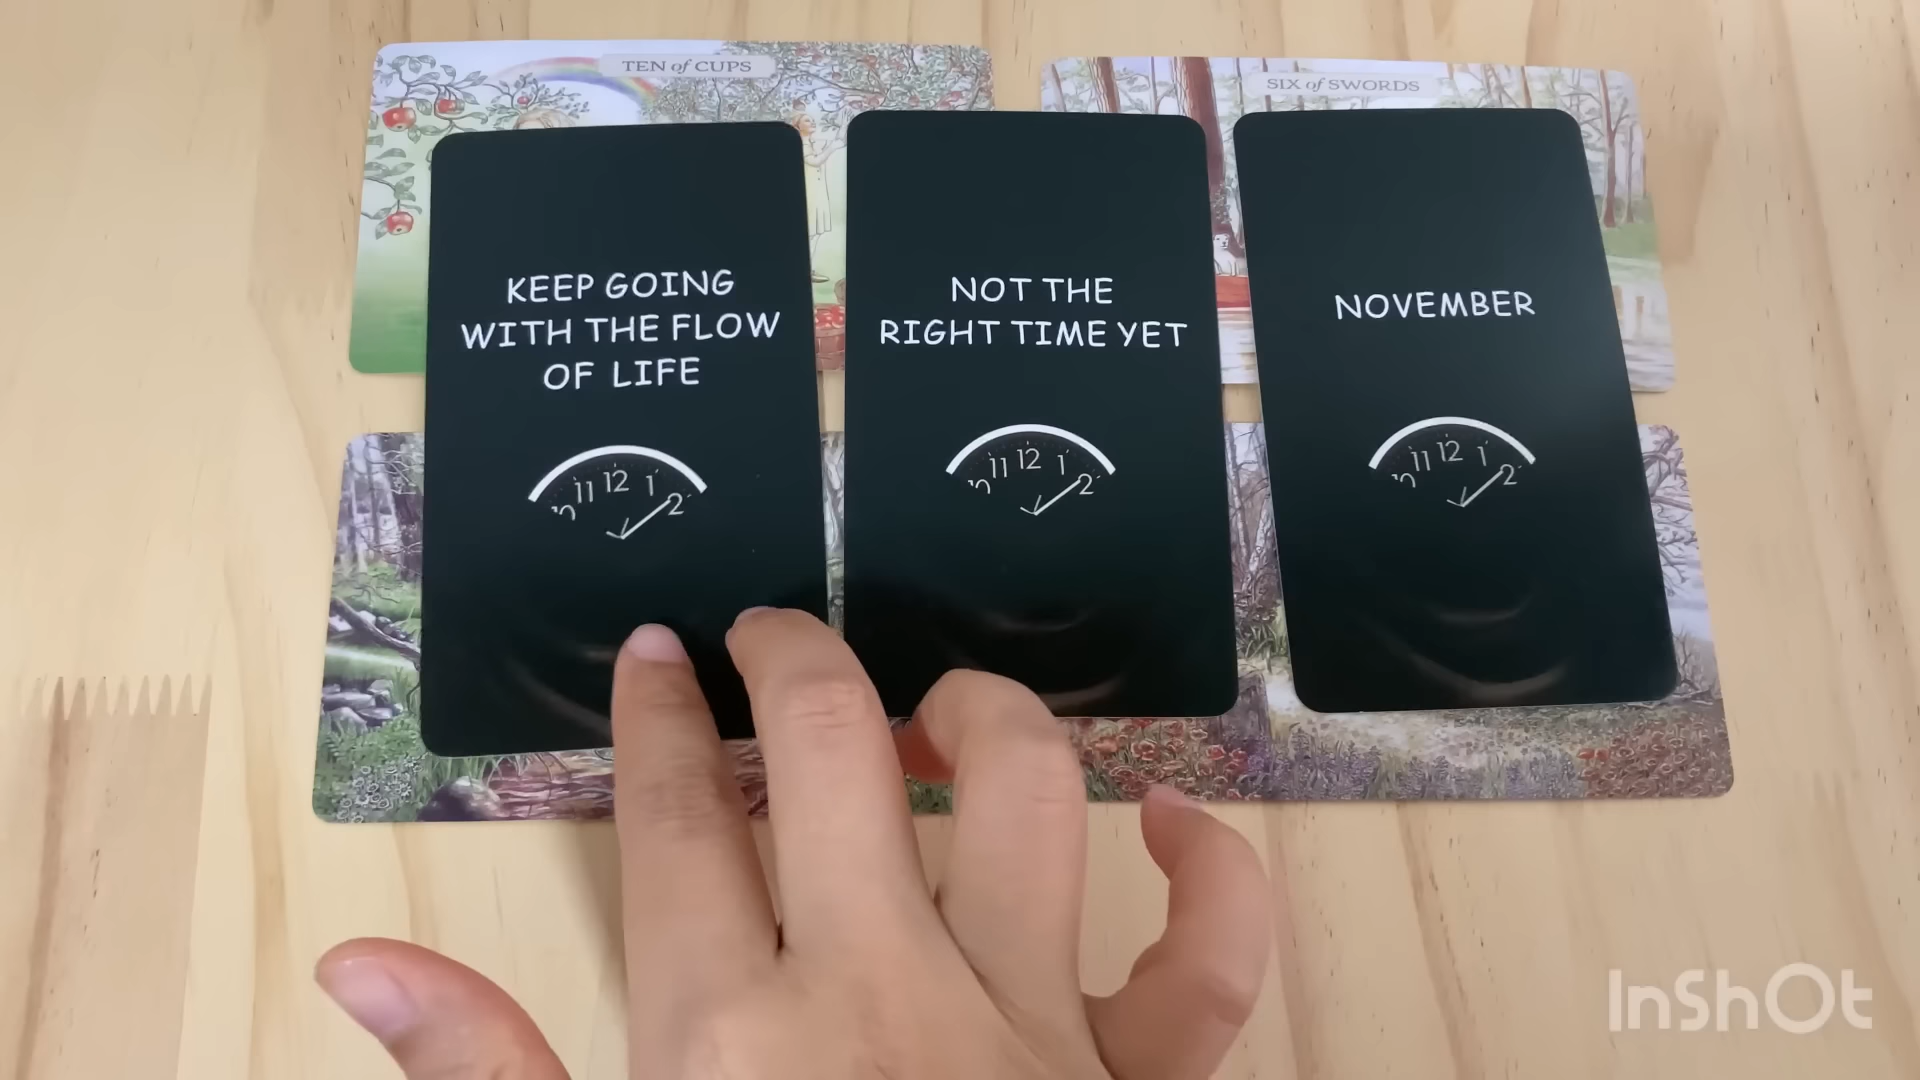 TEN of CUPS
SIX of SWORDS
KEEP GOING
WITH THE FLOW
OF LIFE
11 12 1 2
NOT THE
RIGHT TIME YET
11 12 1 2
NOVEMBER
11 12 1 2
InShOt